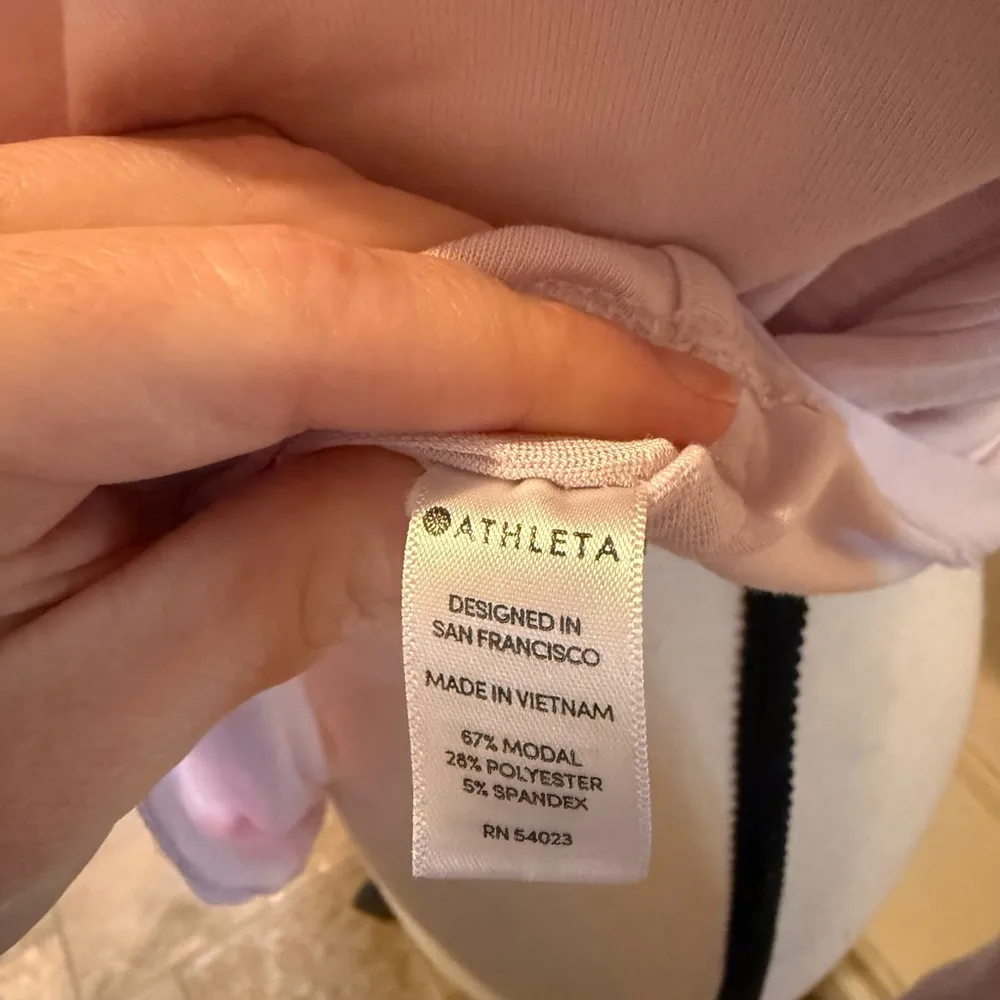 ATHLETA
DESIGNED IN
SAN FRANCISCO
MADE IN VIETNAM
67% MODAL
28% POLYESTER
5% SPANDEX
RN 54023